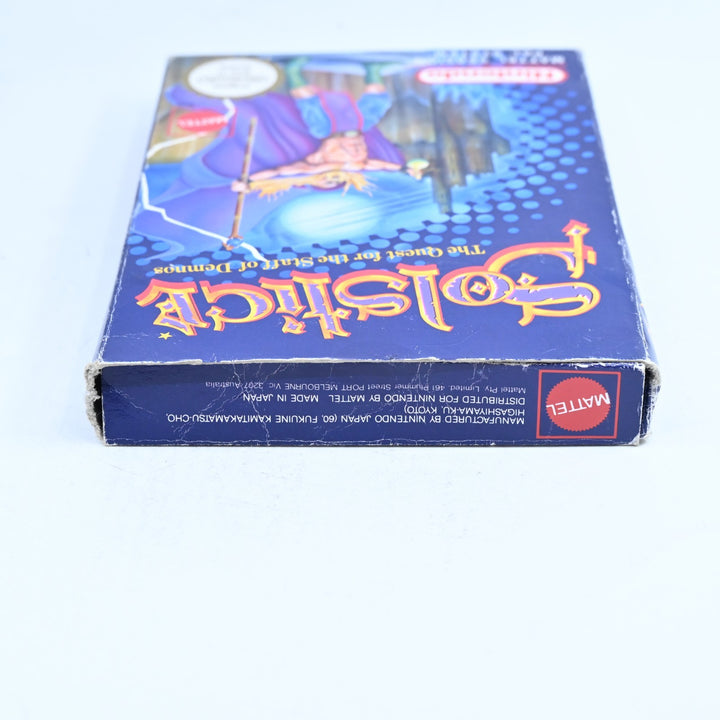 Solstice
The Quest for the Staff of Demnos
Nintendo
MATTEL
MANUFACTURED BY NINTENDO JAPAN (60, FUKUINE KAMITAKAMATSU-CHO,
HIGASHIYAMA-KU, KYOTO)
DISTRIBUTED FOR NINTENDO BY MATTEL MADE IN JAPAN
Mattel Pty. Limited. 461 Plummer Street PORT MELBOURNE Vic. 3207 Australia
MATTEL